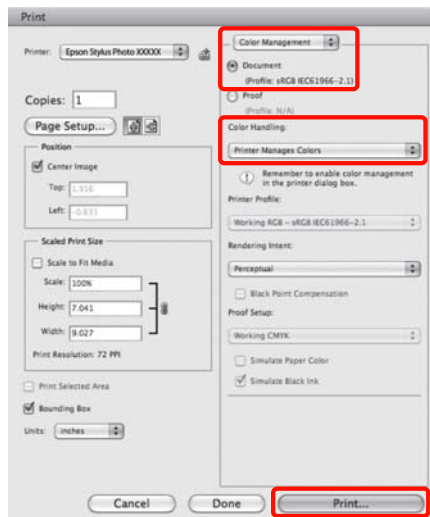 Print
Printer: Epson Stylus Photo XXXXX
Copies: 1
Page Setup...
Position
Center Image
Top: 1.916
Left: -0.631
Scaled Print Size
Scale to Fit Media
Scale: 100%
Height: 7.041
Width: 9.027
Print Resolution: 72 PPI
Print Selected Area
Bounding Box
Units: inches
Color Management
Document
(Profile: sRGB IEC61966-2.1)
Proof
(Profile: N/A)
Color Handling:
Printer Manages Colors
Remember to enable color management
in the printer dialog box.
Printer Profile:
Working RGB - sRGB IEC61966-2.1
Rendering Intent:
Perceptual
Black Point Compensation
Proof Setup:
Working CMYK
Simulate Paper Color
Simulate Black Ink
Cancel
Done
Print...